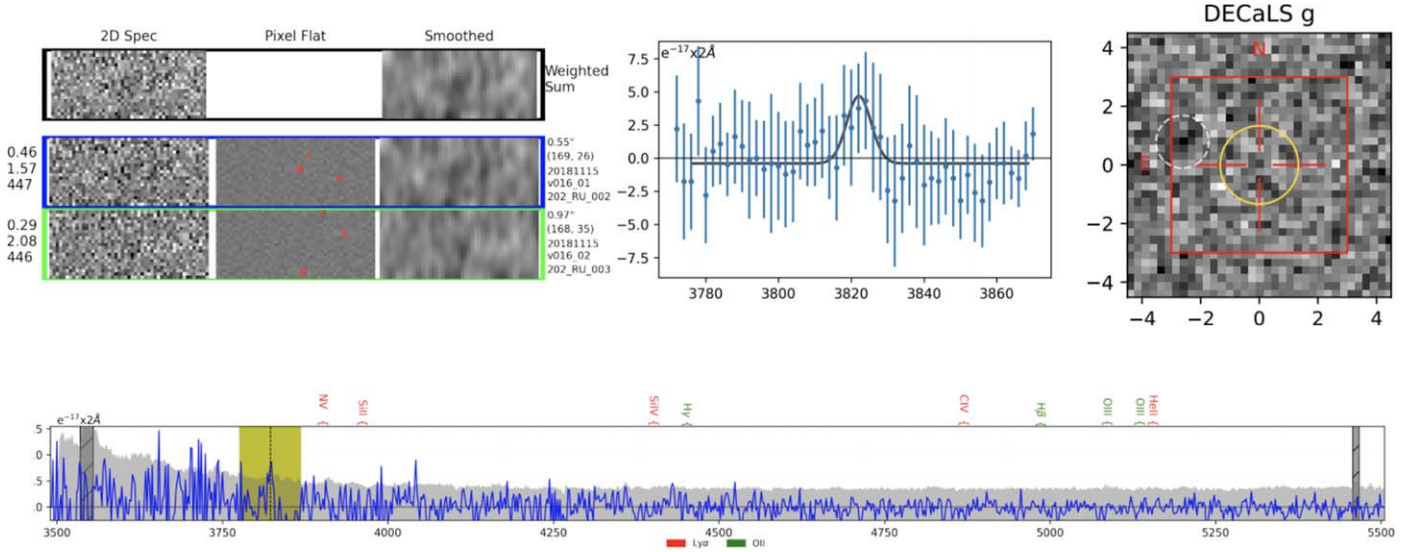 2D Spec
Pixel Flat
Smoothed
Weighted
Sum
0.46
1.57
447
0.55"
(169, 26)
20181115
v016_01
202_RU_002
0.29
2.08
446
0.97"
(168, 35)
20181115
v016_02
202_RU_003
e⁻¹⁷x2Å
7.5
5.0
2.5
0.0
−2.5
−5.0
−7.5
3780
3800
3820
3840
3860
DECaLS g
4
2
0
−2
−4
N
E
−4
−2
0
2
4
NV {
SiII {
SiIV {
Hγ {
CIV {
Hβ {
OIII {
OIII {
HeII {
e⁻¹⁷x2Å
.5
.0
.5
0
3500
3750
4000
4250
4500
4750
5000
5250
5500
Lyα
OII